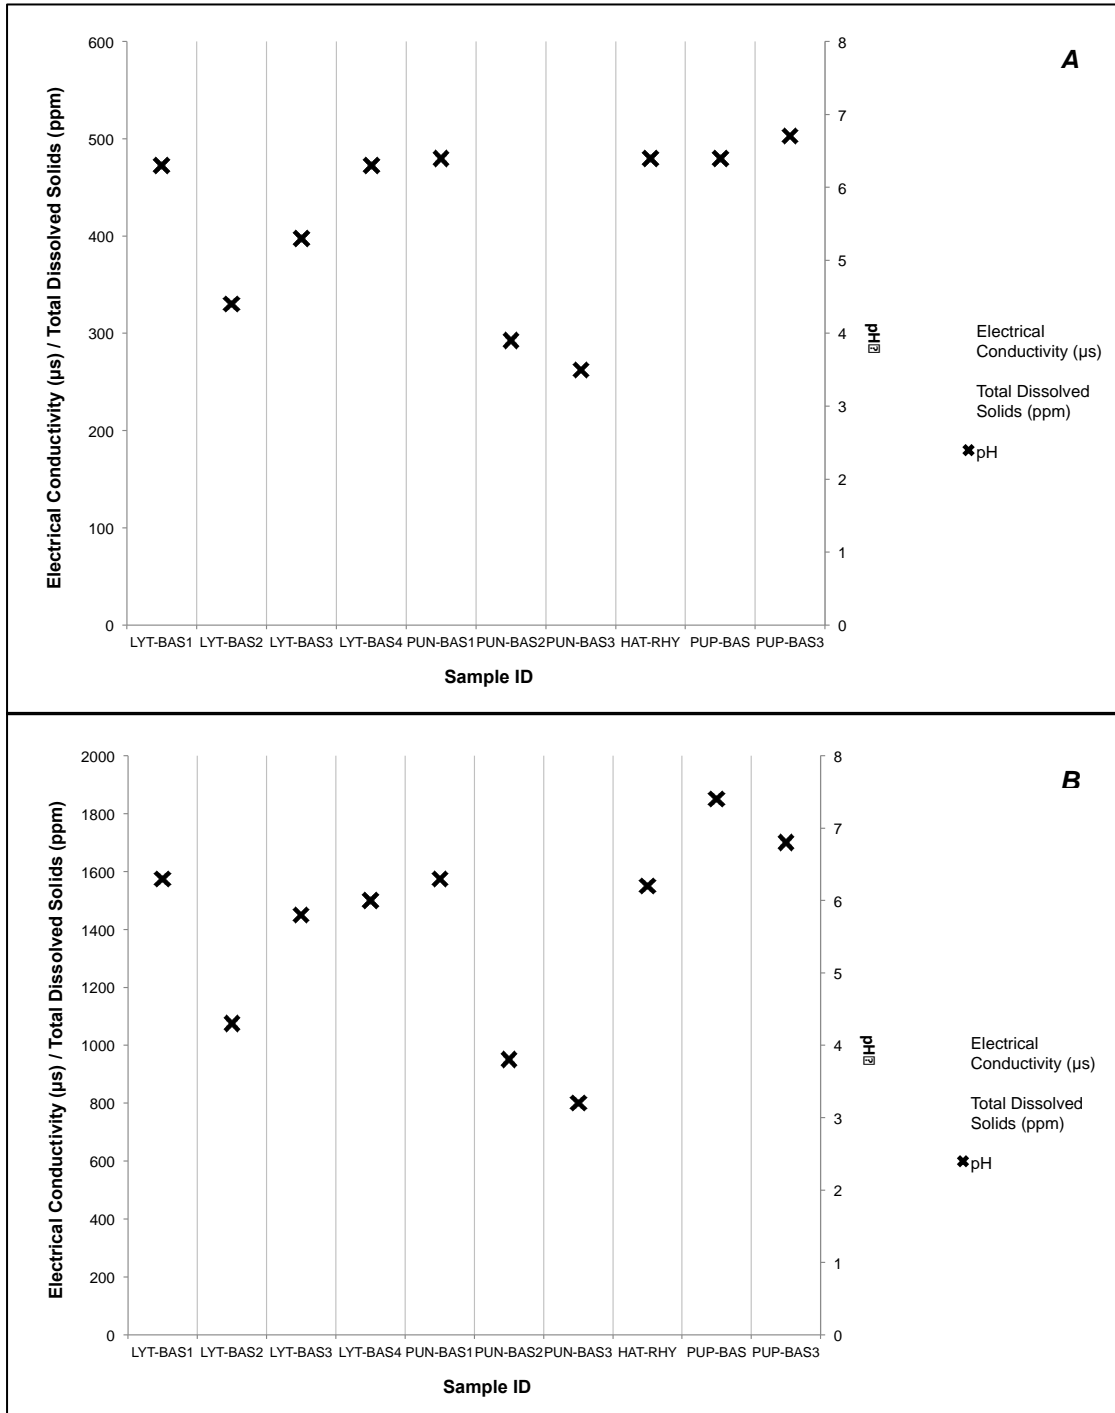 A
600
500
400
300
200
100
0
8
7
6
5
4
3
2
1
0
Electrical Conductivity (µs) / Total Dissolved Solids (ppm)
pH
Electrical
Conductivity (µs)
Total Dissolved
Solids (ppm)
pH
LYT-BAS1 LYT-BAS2 LYT-BAS3 LYT-BAS4 PUN-BAS1 PUN-BAS2 PUN-BAS3 HAT-RHY PUP-BAS PUP-BAS3
Sample ID
B
2000
1800
1600
1400
1200
1000
800
600
400
200
0
8
7
6
5
4
3
2
1
0
Electrical Conductivity (µs) / Total Dissolved Solids (ppm)
pH
Electrical
Conductivity (µs)
Total Dissolved
Solids (ppm)
pH
LYT-BAS1 LYT-BAS2 LYT-BAS3 LYT-BAS4 PUN-BAS1 PUN-BAS2 PUN-BAS3 HAT-RHY PUP-BAS PUP-BAS3
Sample ID